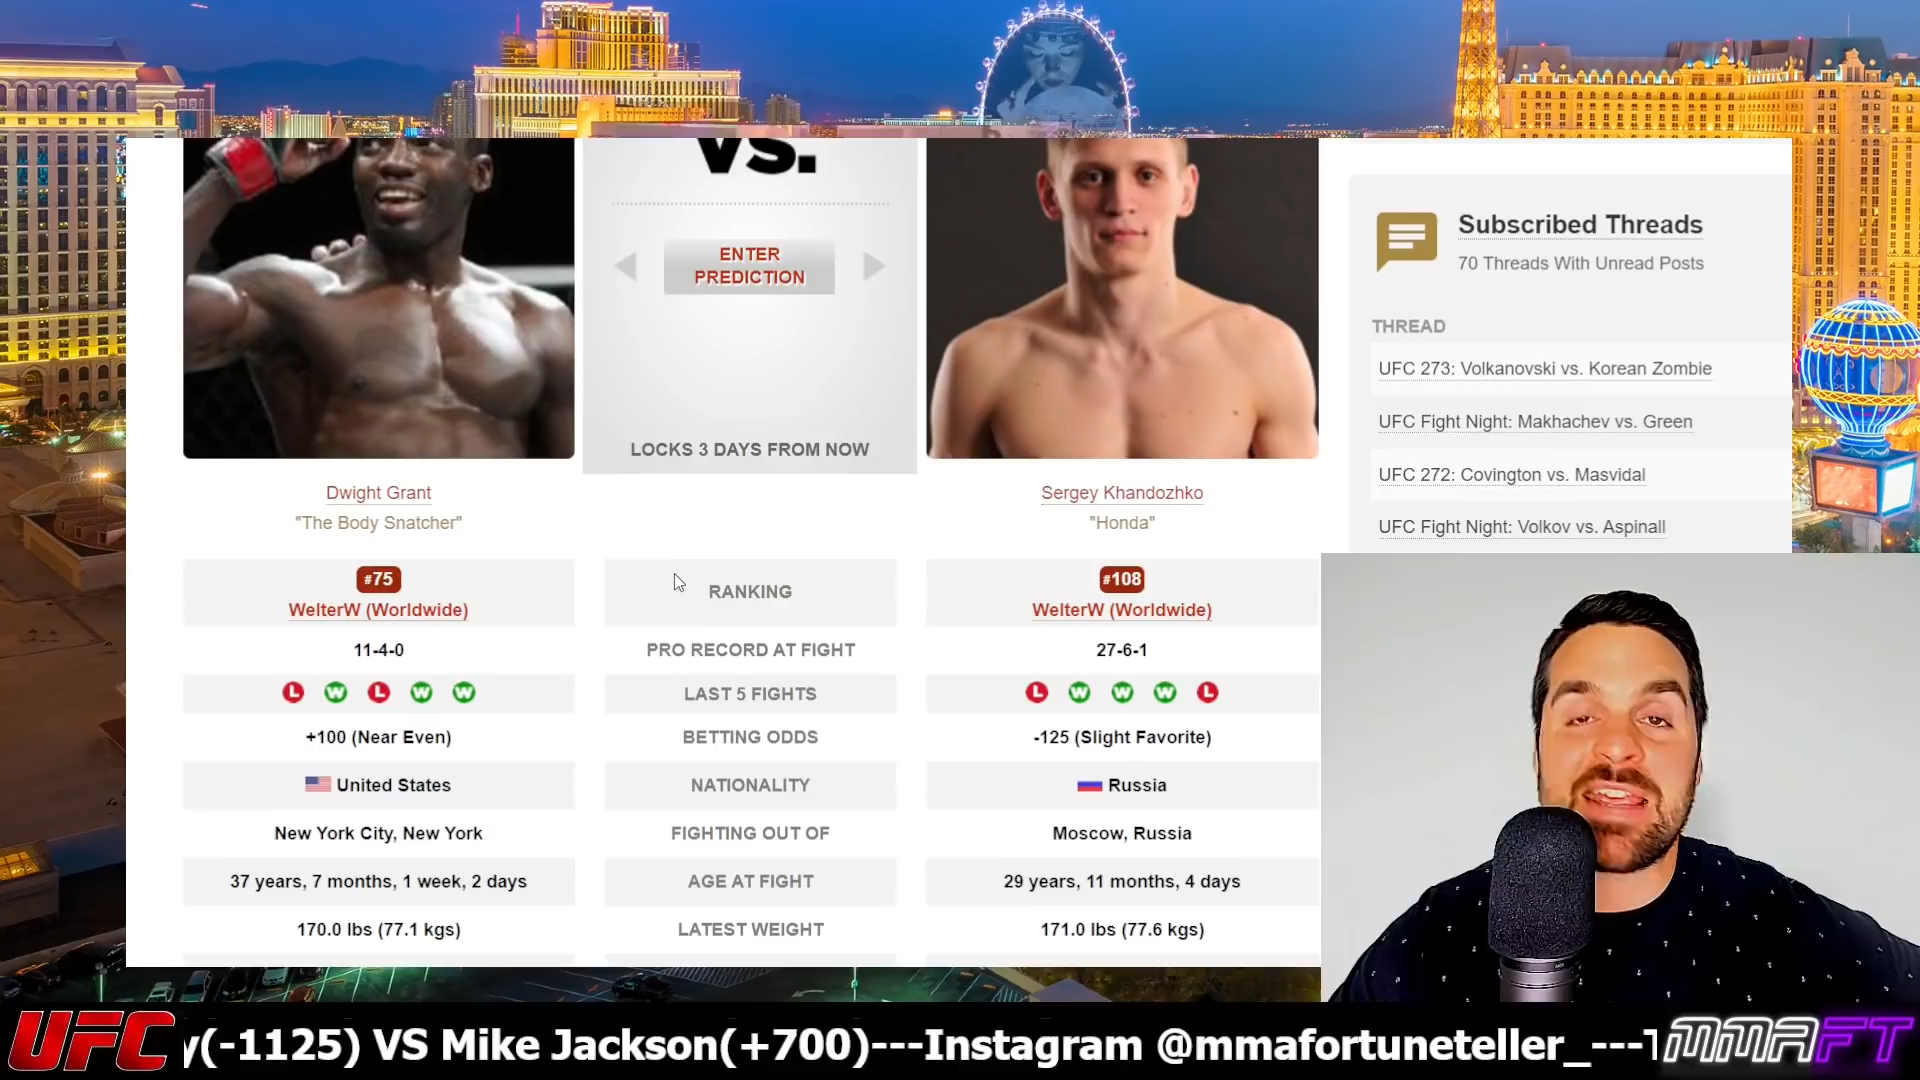 VS.
ENTER
PREDICTION
LOCKS 3 DAYS FROM NOW
Dwight Grant
"The Body Snatcher"
Sergey Khandozhko
"Honda"
#75
WelterW (Worldwide)
RANKING
#108
WelterW (Worldwide)
11-4-0
PRO RECORD AT FIGHT
27-6-1
L W L W W
LAST 5 FIGHTS
L W W W L
+100 (Near Even)
BETTING ODDS
-125 (Slight Favorite)
United States
NATIONALITY
Russia
New York City, New York
FIGHTING OUT OF
Moscow, Russia
37 years, 7 months, 1 week, 2 days
AGE AT FIGHT
29 years, 11 months, 4 days
170.0 lbs (77.1 kgs)
LATEST WEIGHT
171.0 lbs (77.6 kgs)
Subscribed Threads
70 Threads With Unread Posts
THREAD
UFC 273: Volkanovski vs. Korean Zombie
UFC Fight Night: Makhachev vs. Green
UFC 272: Covington vs. Masvidal
UFC Fight Night: Volkov vs. Aspinall
UFC
y(-1125) VS Mike Jackson(+700)---Instagram @mmafortuneteller_---T
MMAFT